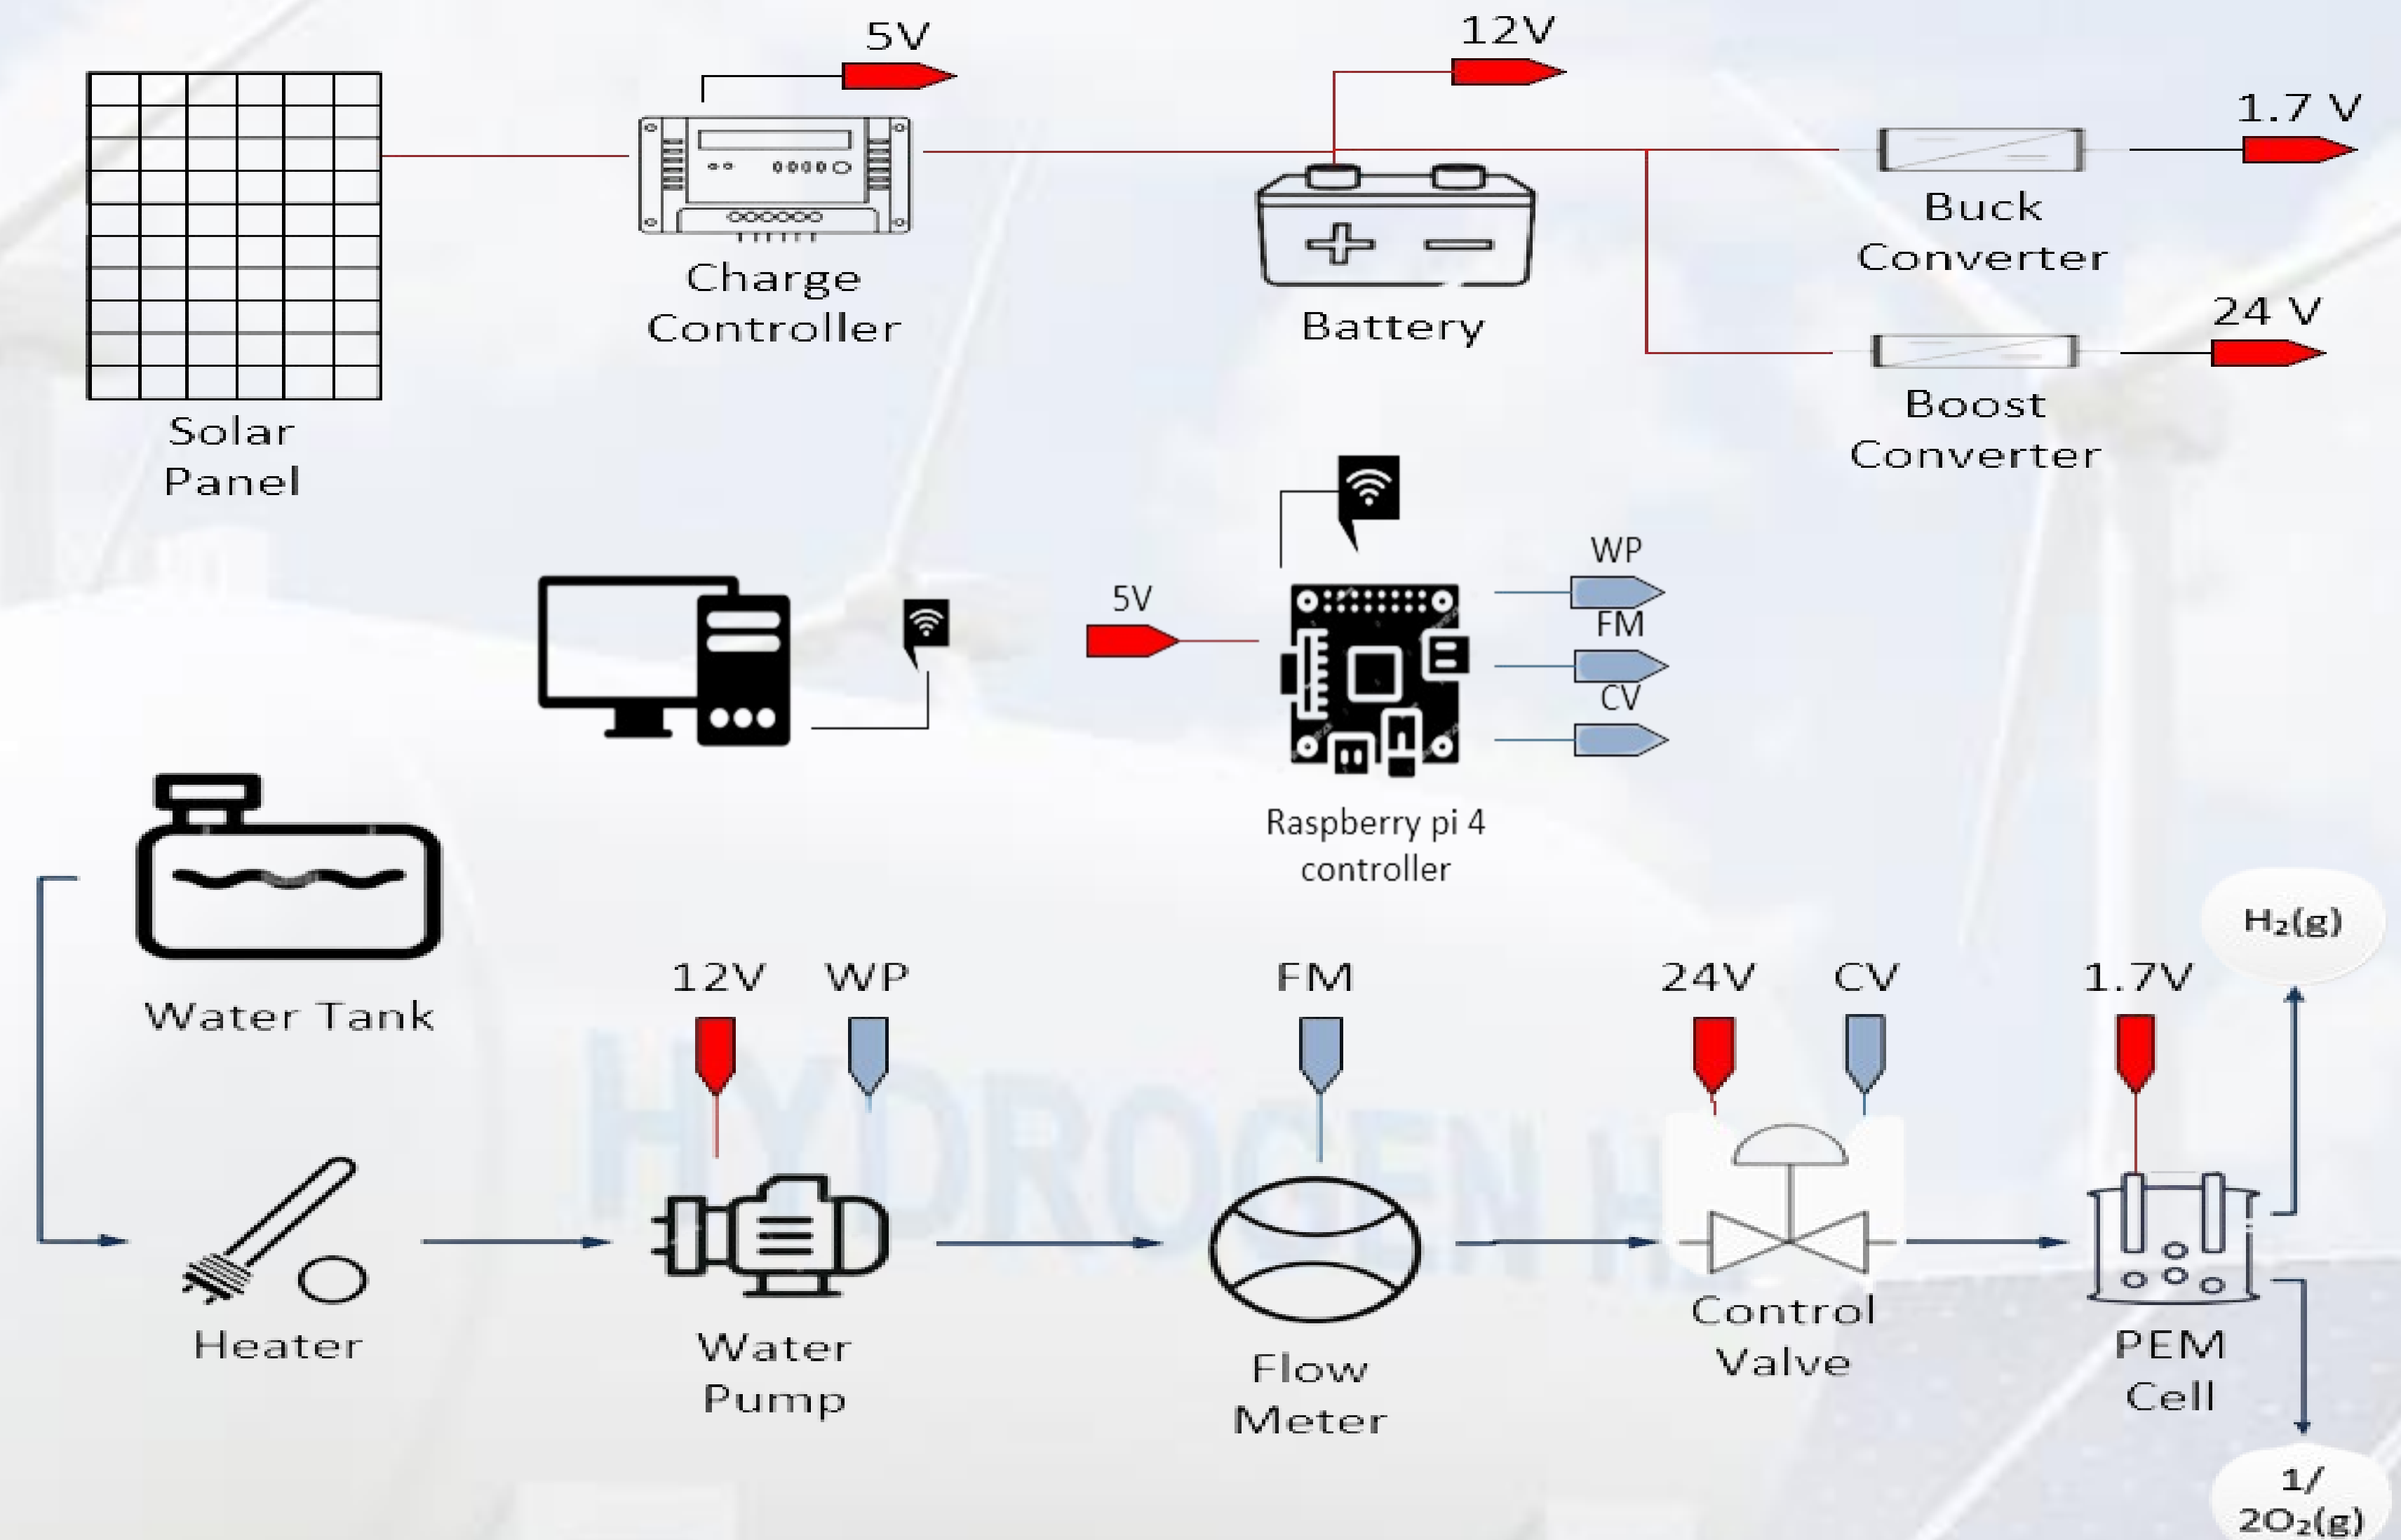 5V
12V
1.7 V
Buck
Converter
Charge
Controller
Battery
24 V
Boost
Converter
Solar
Panel
WP
5V
FM
CV
Raspberry pi 4
controller
H₂(g)
Water Tank
12V
WP
FM
24V
CV
1.7V
HYDROGEN H₂
Heater
Water
Pump
Flow
Meter
Control
Valve
PEM
Cell
1/
2O₂(g)